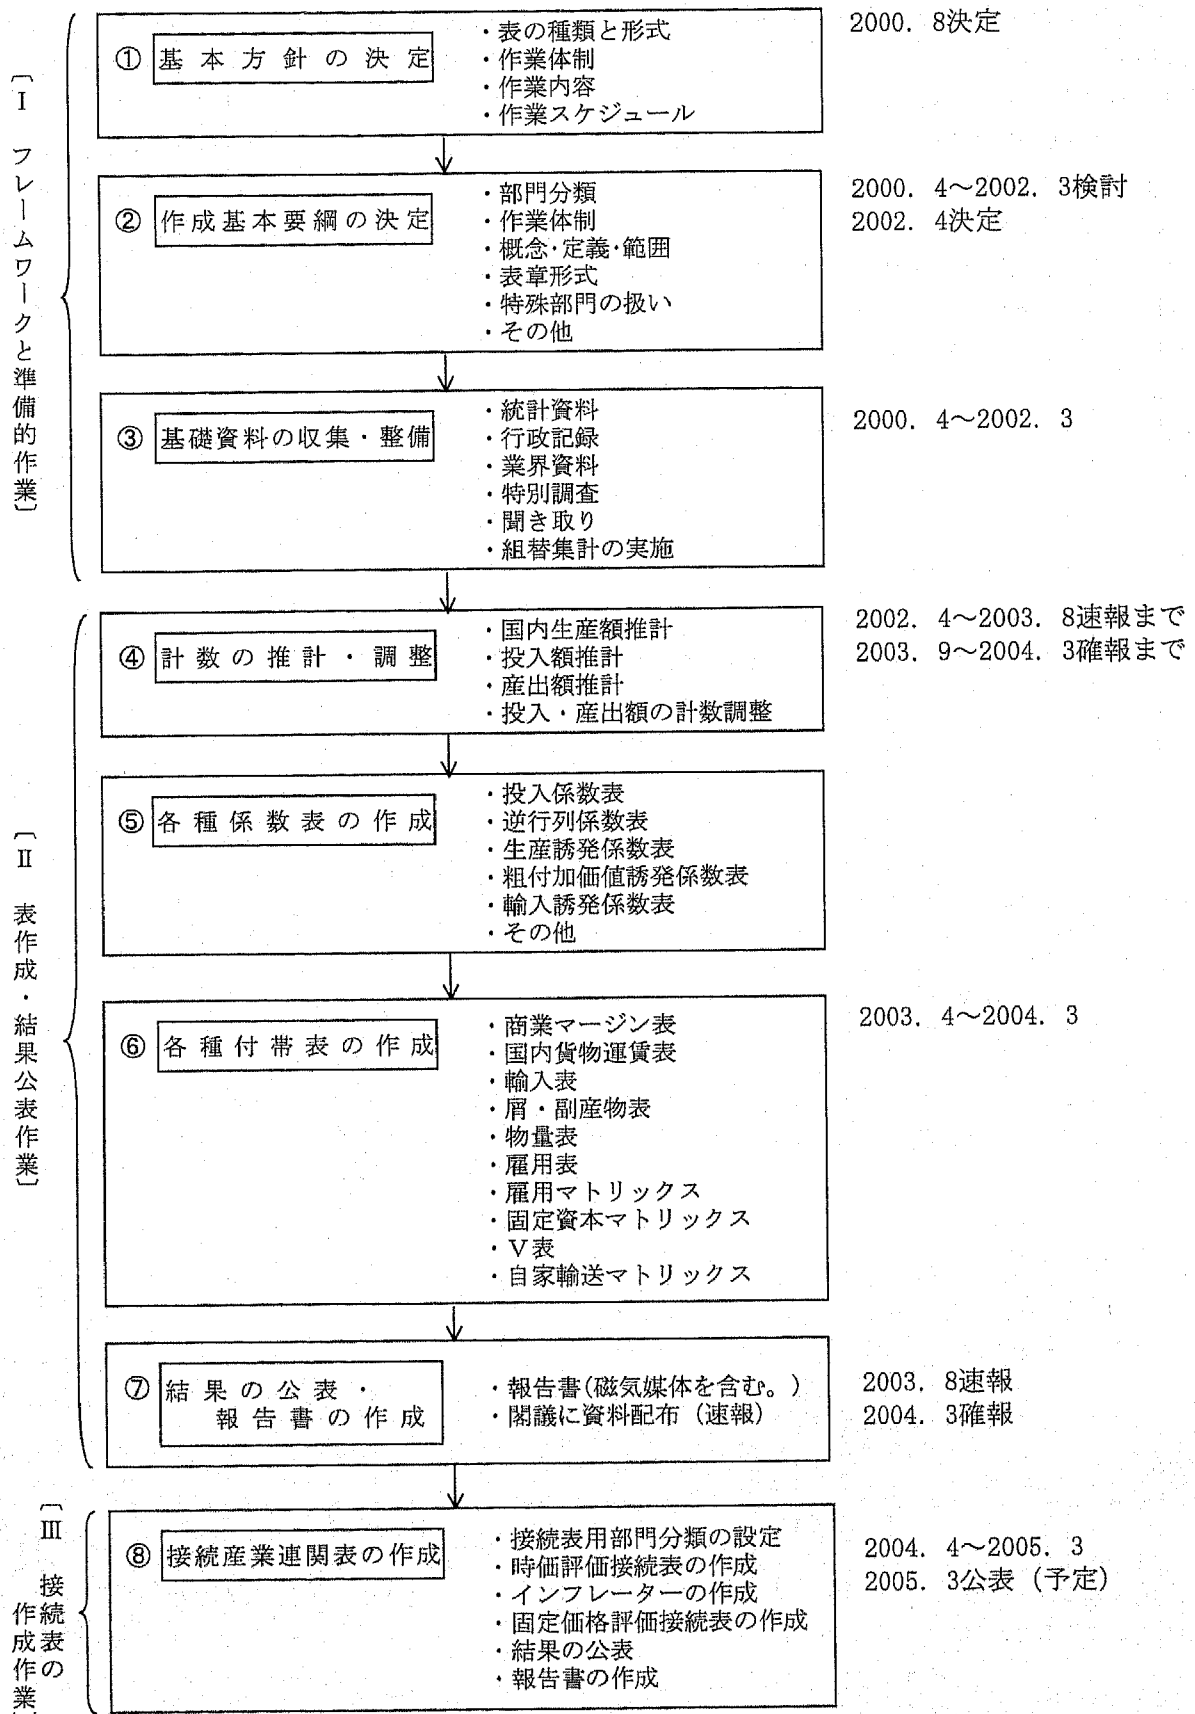 〔Ⅰ フレームワークと準備的作業〕
① 基本方針の決定
・表の種類と形式
・作業体制
・作業内容
・作業スケジュール
2000. 8決定
② 作成基本要綱の決定
・部門分類
・作業体制
・概念・定義・範囲
・表章形式
・特殊部門の扱い
・その他
2000. 4～2002. 3検討
2002. 4決定
③ 基礎資料の収集・整備
・統計資料
・行政記録
・業界資料
・特別調査
・聞き取り
・組替集計の実施
2000. 4～2002. 3
〔Ⅱ 表作成・結果公表作業〕
④ 計数の推計・調整
・国内生産額推計
・投入額推計
・産出額推計
・投入・産出額の計数調整
2002. 4～2003. 8速報まで
2003. 9～2004. 3確報まで
⑤ 各種係数表の作成
・投入係数表
・逆行列係数表
・生産誘発係数表
・粗付加価値誘発係数表
・輸入誘発係数表
・その他
⑥ 各種付帯表の作成
・商業マージン表
・国内貨物運賃表
・輸入表
・屑・副産物表
・物量表
・雇用表
・雇用マトリックス
・固定資本マトリックス
・V表
・自家輸送マトリックス
2003. 4～2004. 3
⑦ 結果の公表・
報告書の作成
・報告書(磁気媒体を含む。)
・閣議に資料配布（速報）
2003. 8速報
2004. 3確報
〔Ⅲ 接続表の
作成作業〕
⑧ 接続産業連関表の作成
・接続表用部門分類の設定
・時価評価接続表の作成
・インフレーターの作成
・固定価格評価接続表の作成
・結果の公表
・報告書の作成
2004. 4～2005. 3
2005. 3公表（予定）